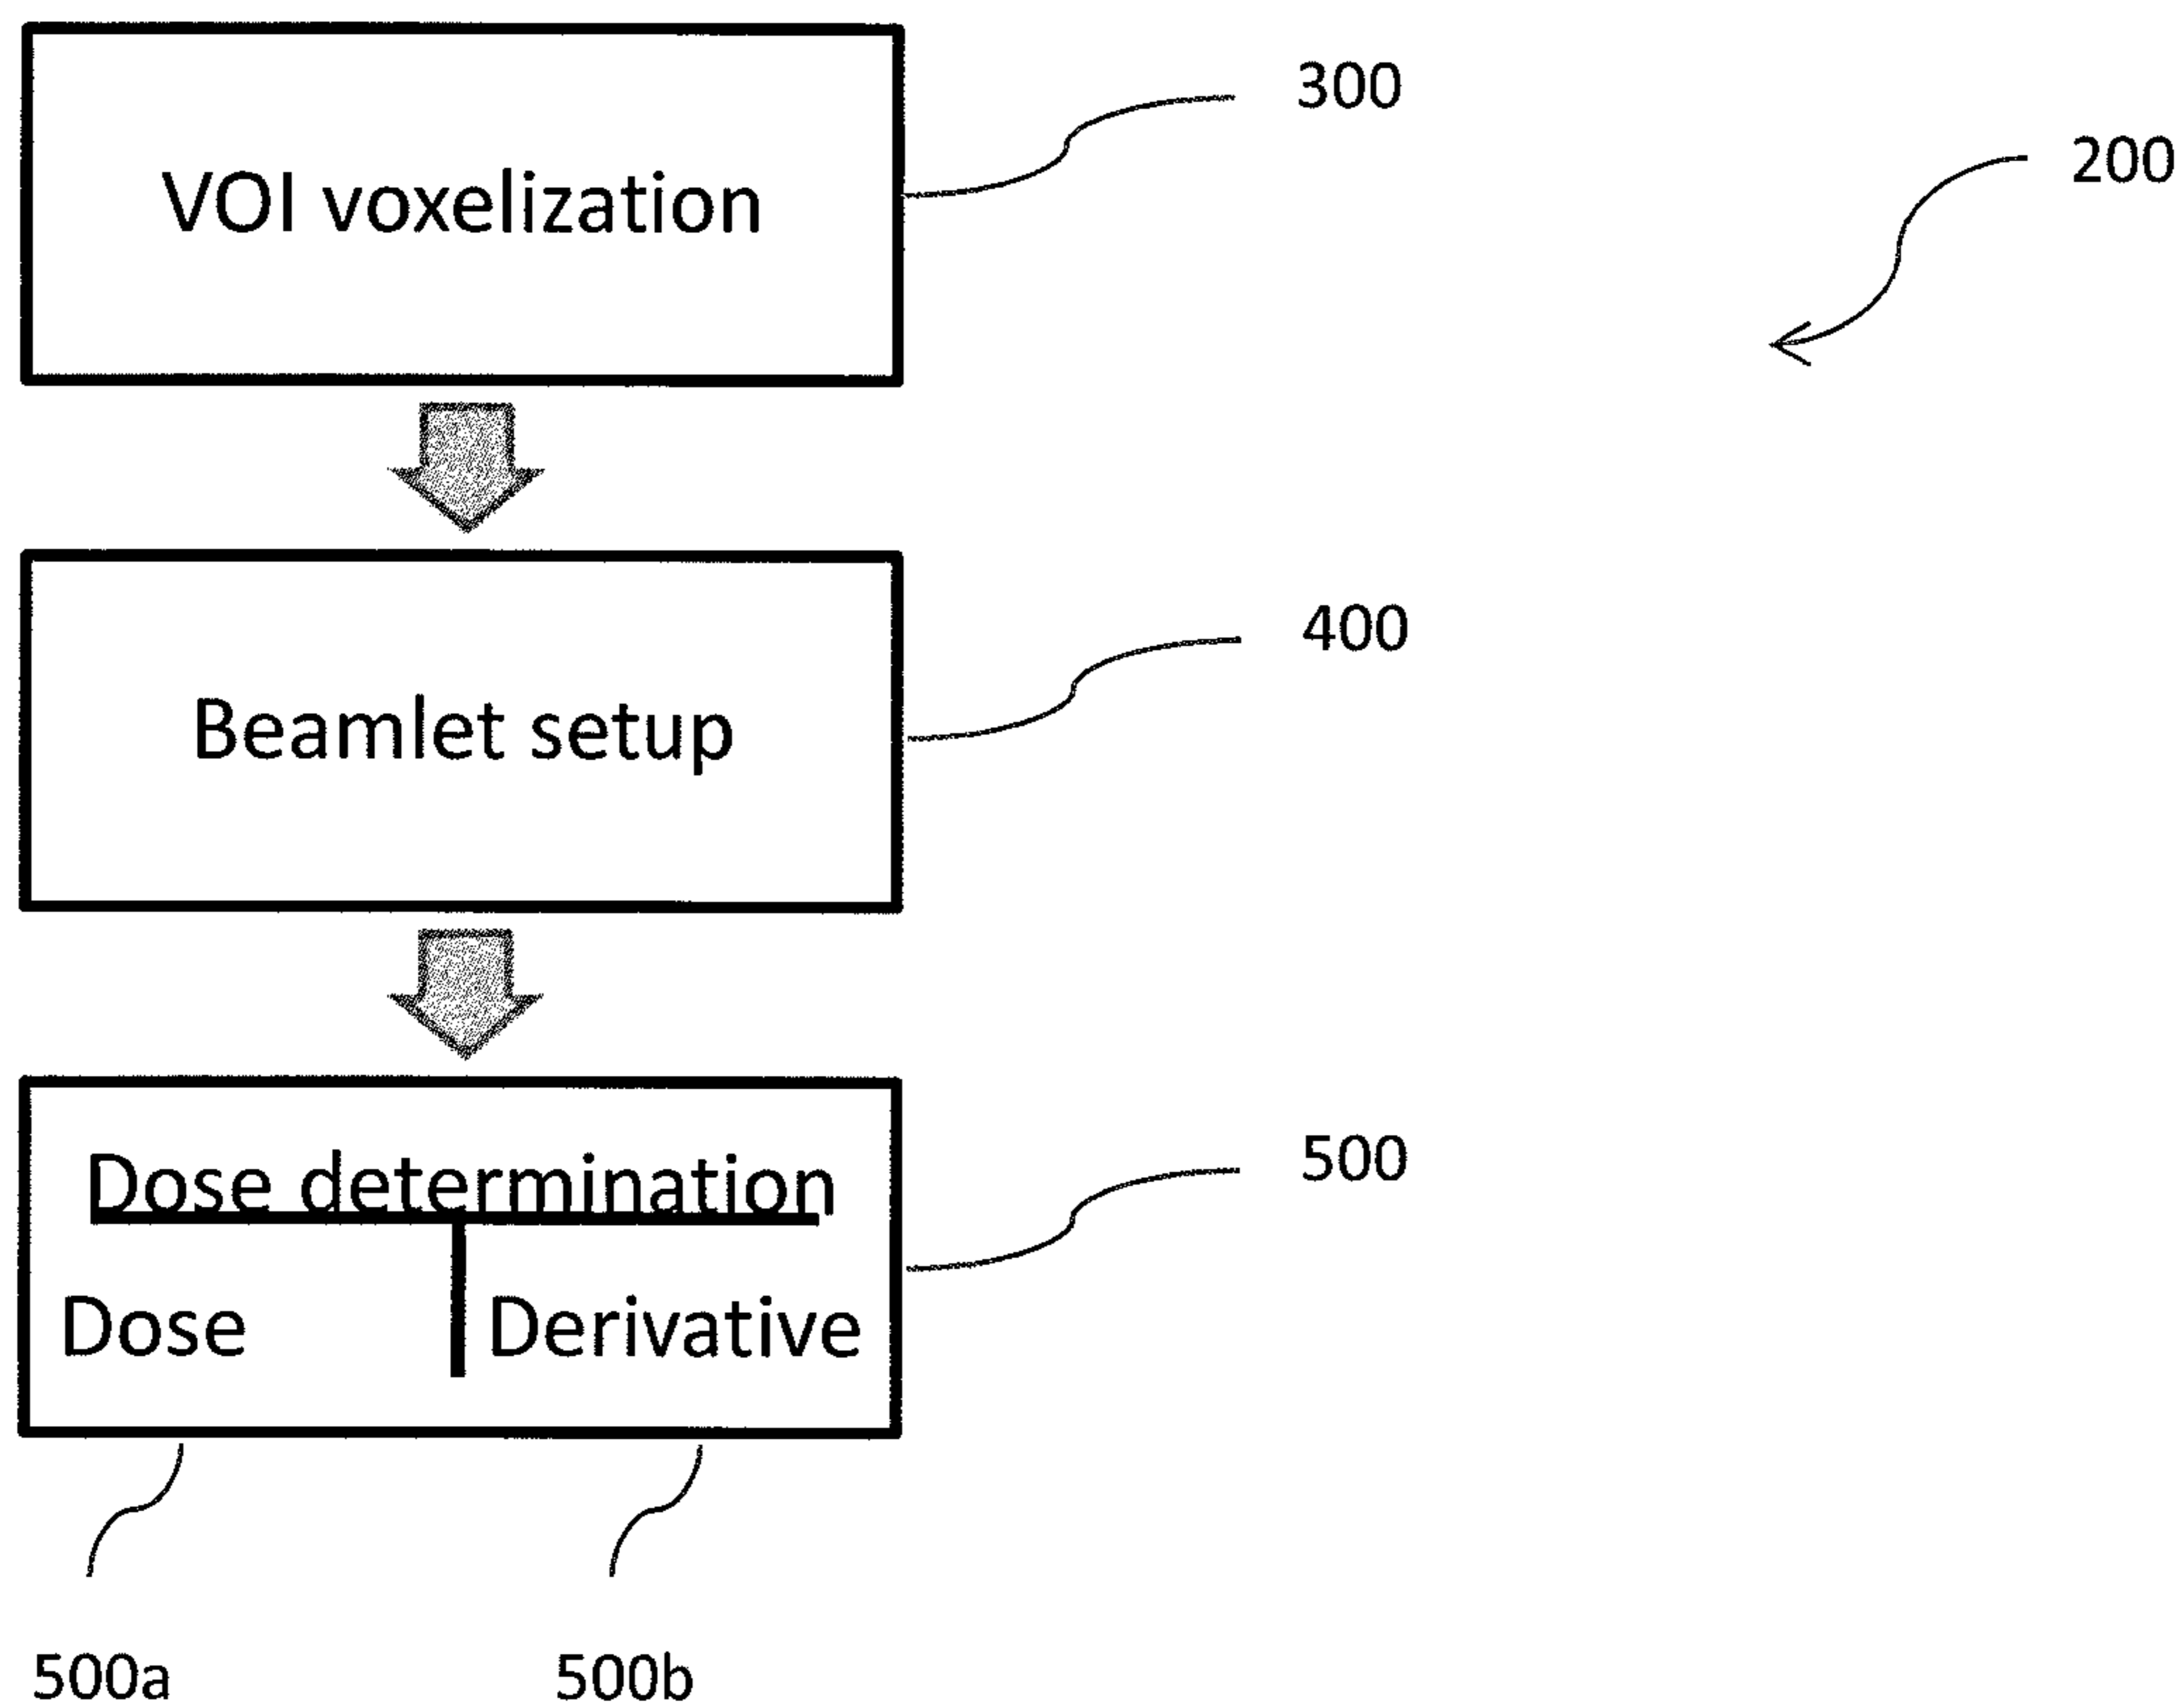 300
200
VOI voxelization
400
Beamlet setup
500
Dose determination
Dose Derivative
500a 500b